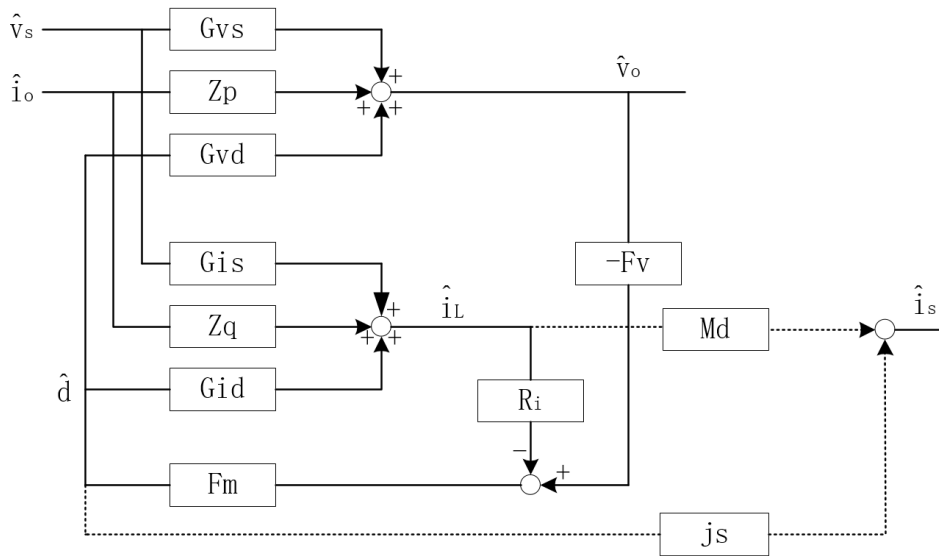 v̂s
Gvs
+
v̂o
îo
Zp
+ +
Gvd
Gis
-Fv
+
îL
îs
Zq
Md
+ +
d̂
Gid
Ri
-
+
Fm
js